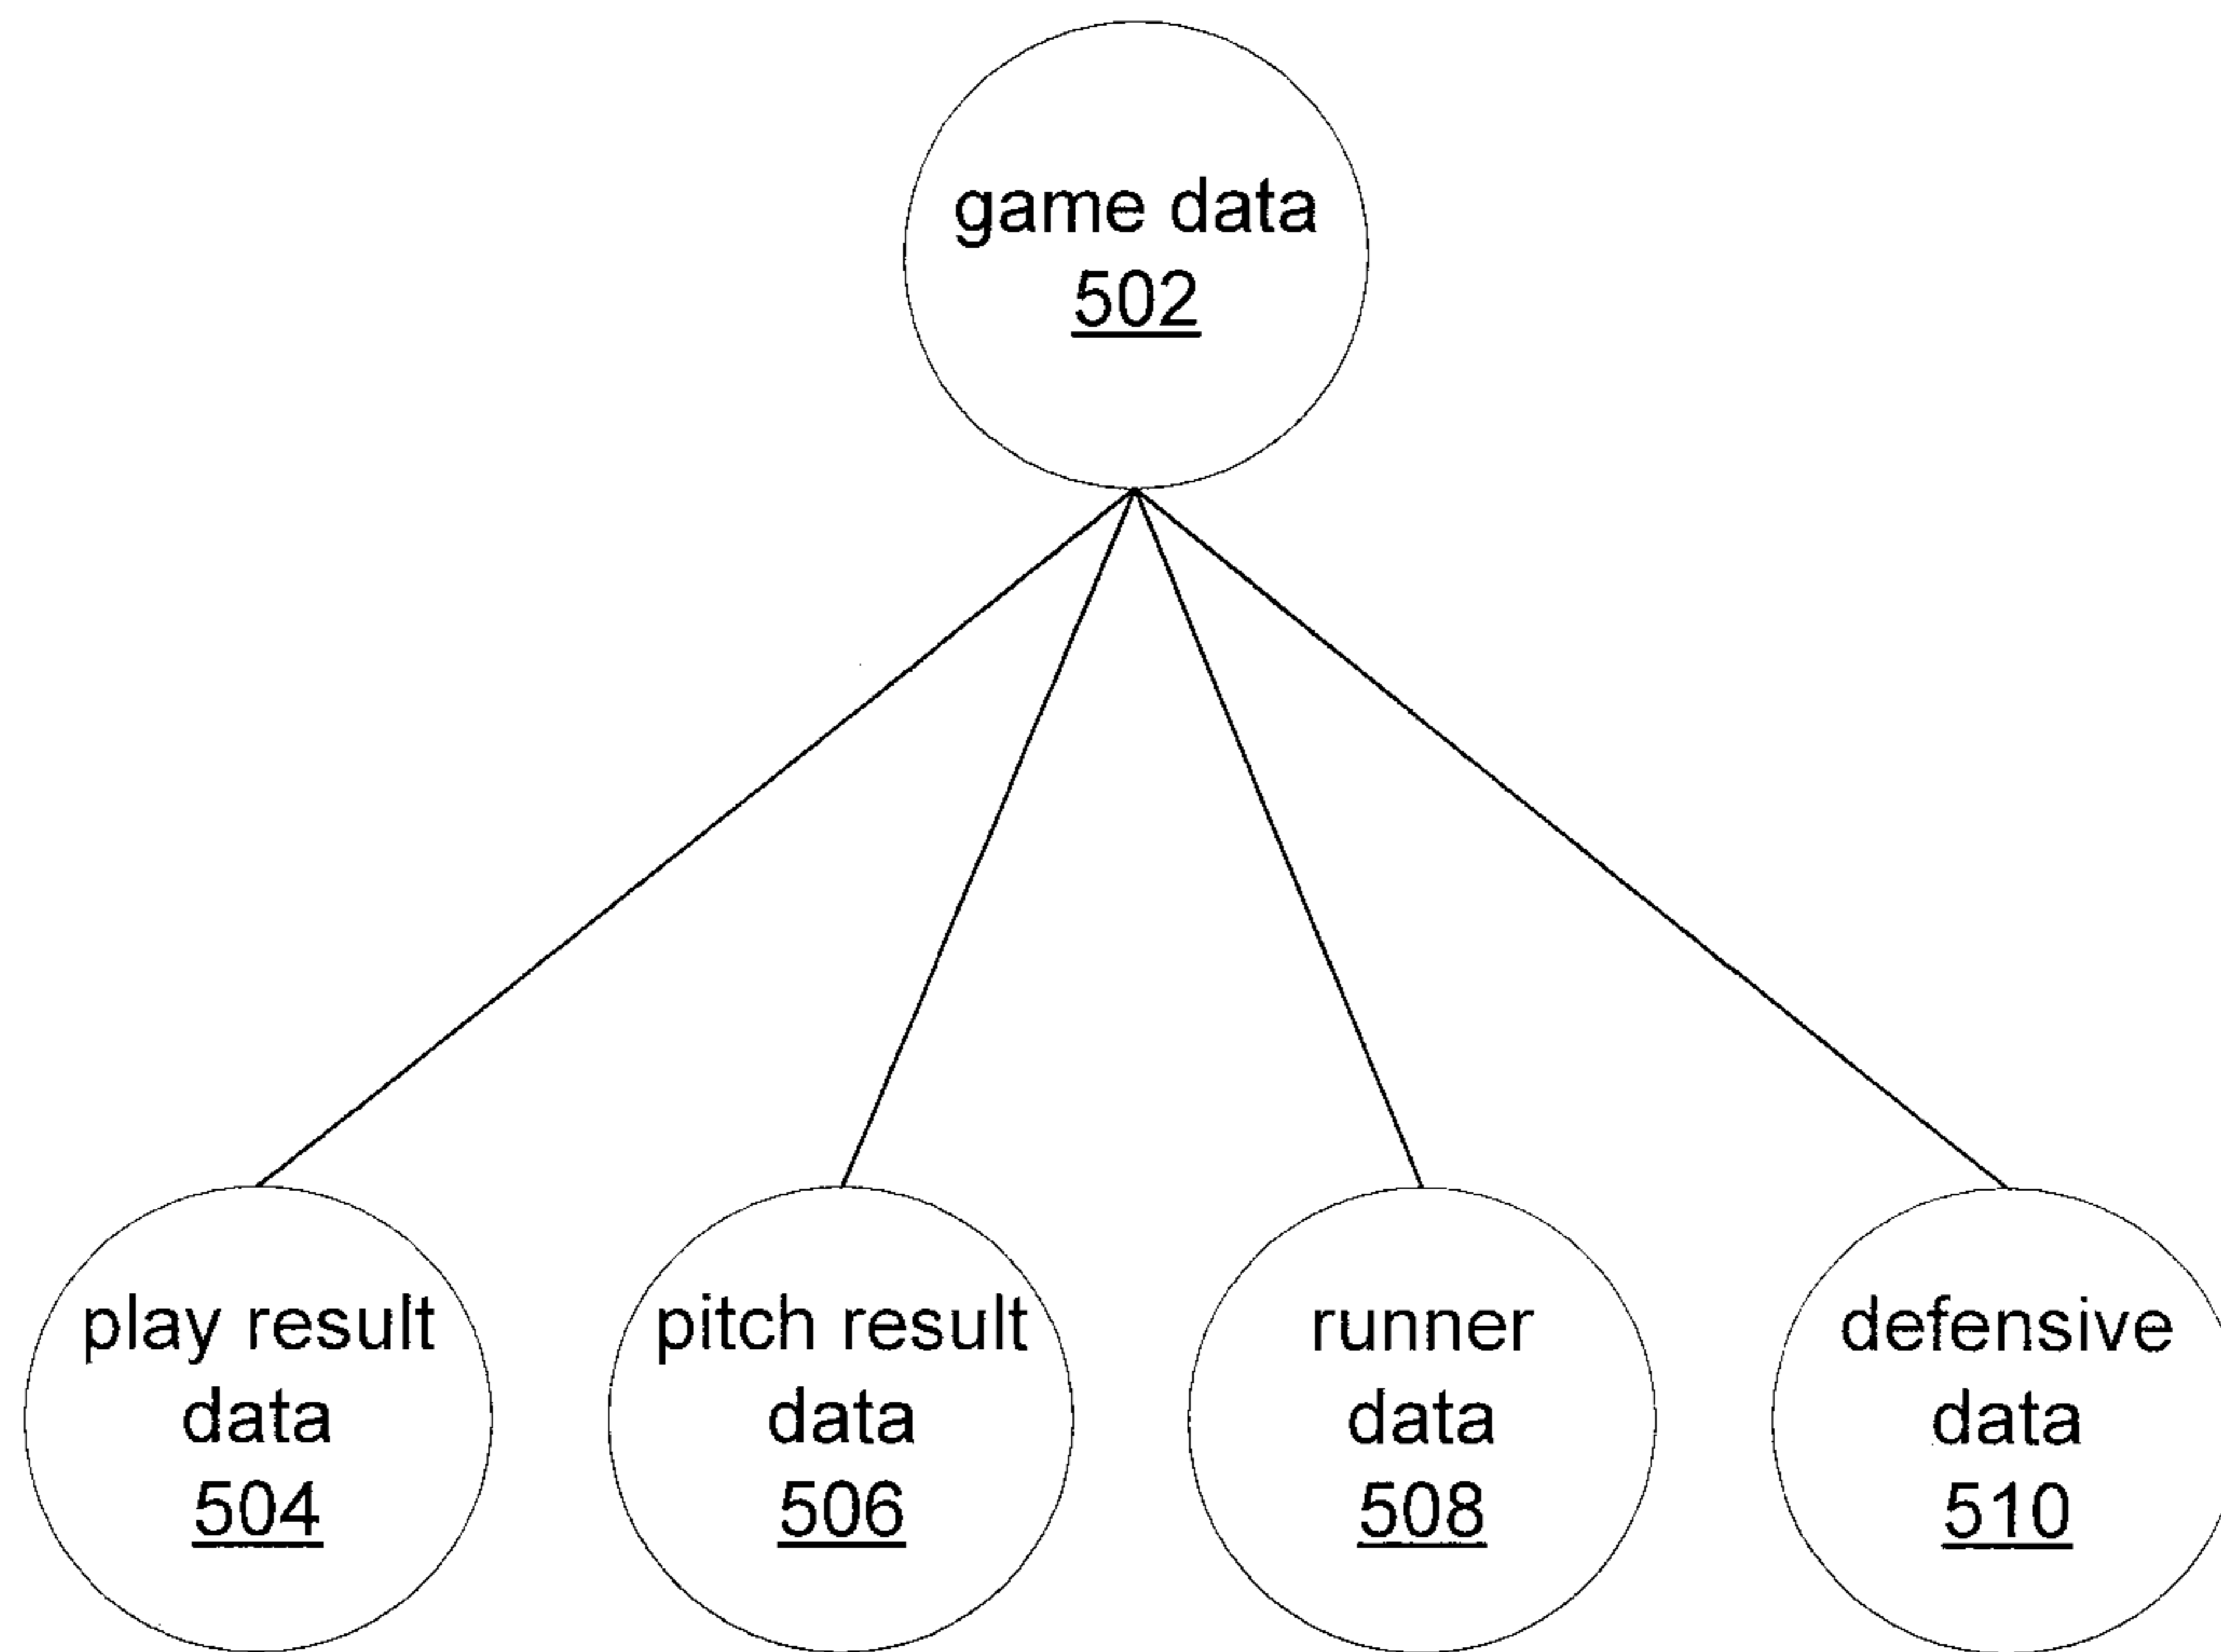 game data
502
play result
data
504
pitch result
data
506
runner
data
508
defensive
data
510